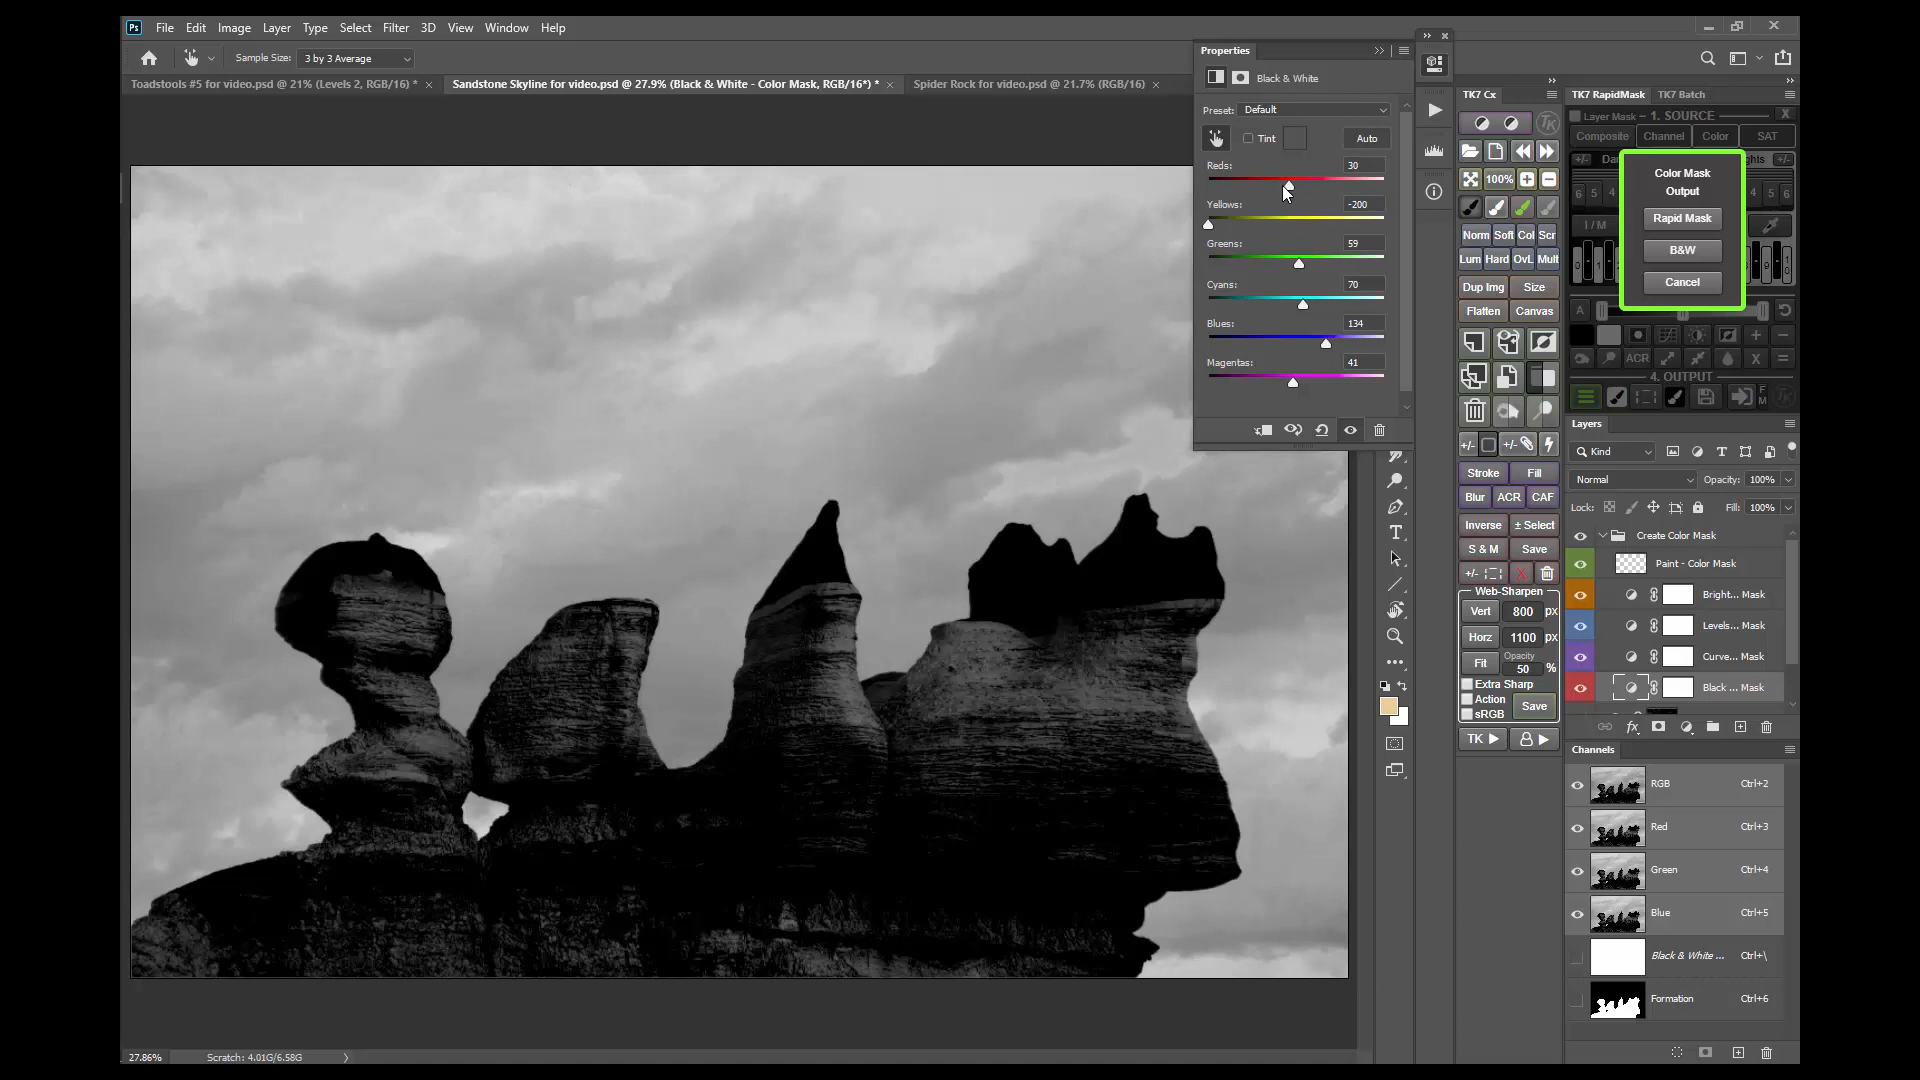 Ps File Edit Image Layer Type Select Filter 3D View Window Help
Sample Size: 3 by 3 Average
Toadstools #5 for video.psd @ 21% (Levels 2, RGB/16) * × Sandstone Skyline for video.psd @ 27.9% (Black & White - Color Mask, RGB/16*) * × Spider Rock for video.psd @ 21.7% (RGB/16) ×
Properties
Black & White
Preset: Default
Tint Auto
Reds: 30
Yellows: -200
Greens: 59
Cyans: 70
Blues: 134
Magentas: 41
TK7 Cx
TK
100%
Norm Soft Col Scr
Lum Hard OvL Mult
Dup Img Size
Flatten Canvas
+/- +/-
Stroke Fill
Blur ACR CAF
Inverse ± Select
S & M Save
+/- X
Web-Sharpen
Vert 800 px
Horz 1100 px
Opacity
Fit 50 %
Extra Sharp
Action
sRGB
Save
TK
TK7 RapidMask TK7 Batch
Layer Mask – 1. SOURCE X
Composite Channel Color SAT
+/- +/-
6 5 4 4 5 6
I / M
Color Mask
Output
Rapid Mask
B&W
Cancel
A
ACR X =
4. OUTPUT
F
M
Layers
Kind
Normal Opacity: 100%
Lock: Fill: 100%
Create Color Mask
Paint - Color Mask
Bright... Mask
Levels... Mask
Curve... Mask
Black ... Mask
fx
Channels
RGB Ctrl+2
Red Ctrl+3
Green Ctrl+4
Blue Ctrl+5
Black & White ... Ctrl+\
Formation Ctrl+6
27.86% Scratch: 4.01G/6.58G